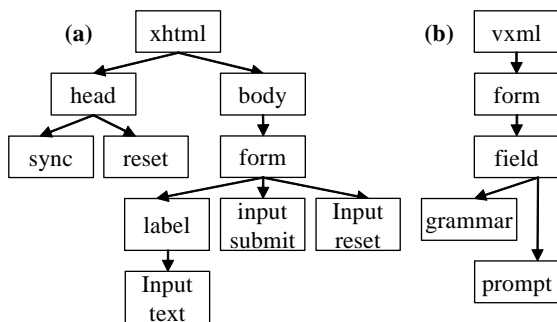 (a)
xhtml
(b)
vxml
head
body
form
sync
reset
form
field
label
input
submit
Input
reset
grammar
Input
text
prompt